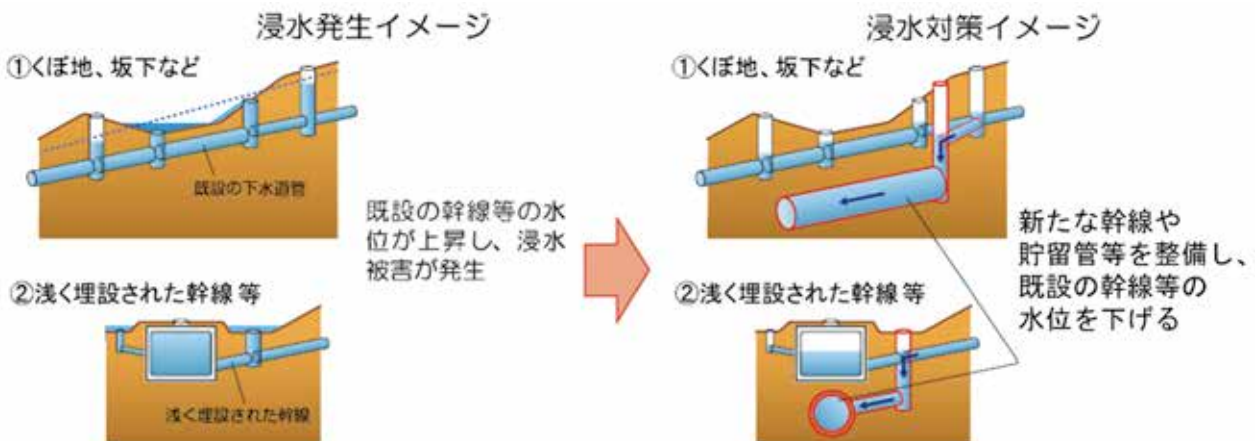 浸水発生イメージ
①くぼ地、坂下など
既設の下水道管
②浅く埋設された幹線等
浅く埋設された幹線
既設の幹線等の水
位が上昇し、浸水
被害が発生
浸水対策イメージ
①くぼ地、坂下など
②浅く埋設された幹線等
新たな幹線や
貯留管等を整備し、
既設の幹線等の
水位を下げる